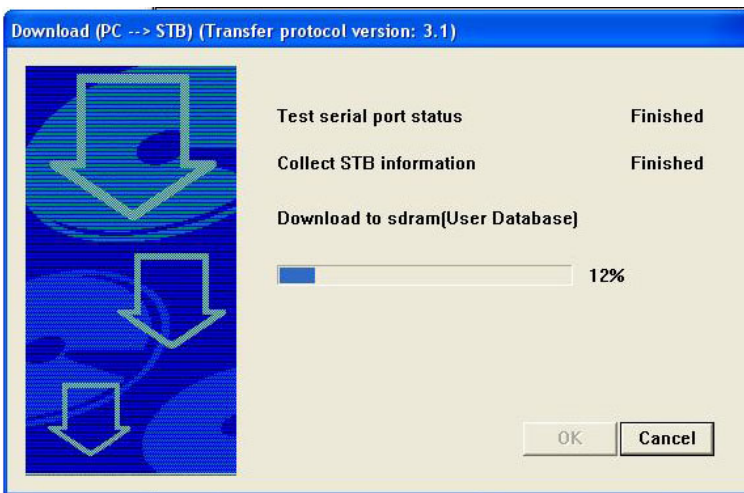 Download (PC --> STB) (Transfer protocol version: 3.1)
Test serial port status Finished
Collect STB information Finished
Download to sdram(User Database)
12%
OK Cancel